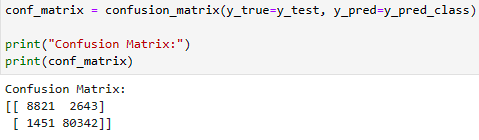 conf_matrix = confusion_matrix(y_true=y_test, y_pred=y_pred_class)
print("Confusion Matrix:")
print(conf_matrix)
Confusion Matrix:
[[ 8821  2643]
 [ 1451 80342]]